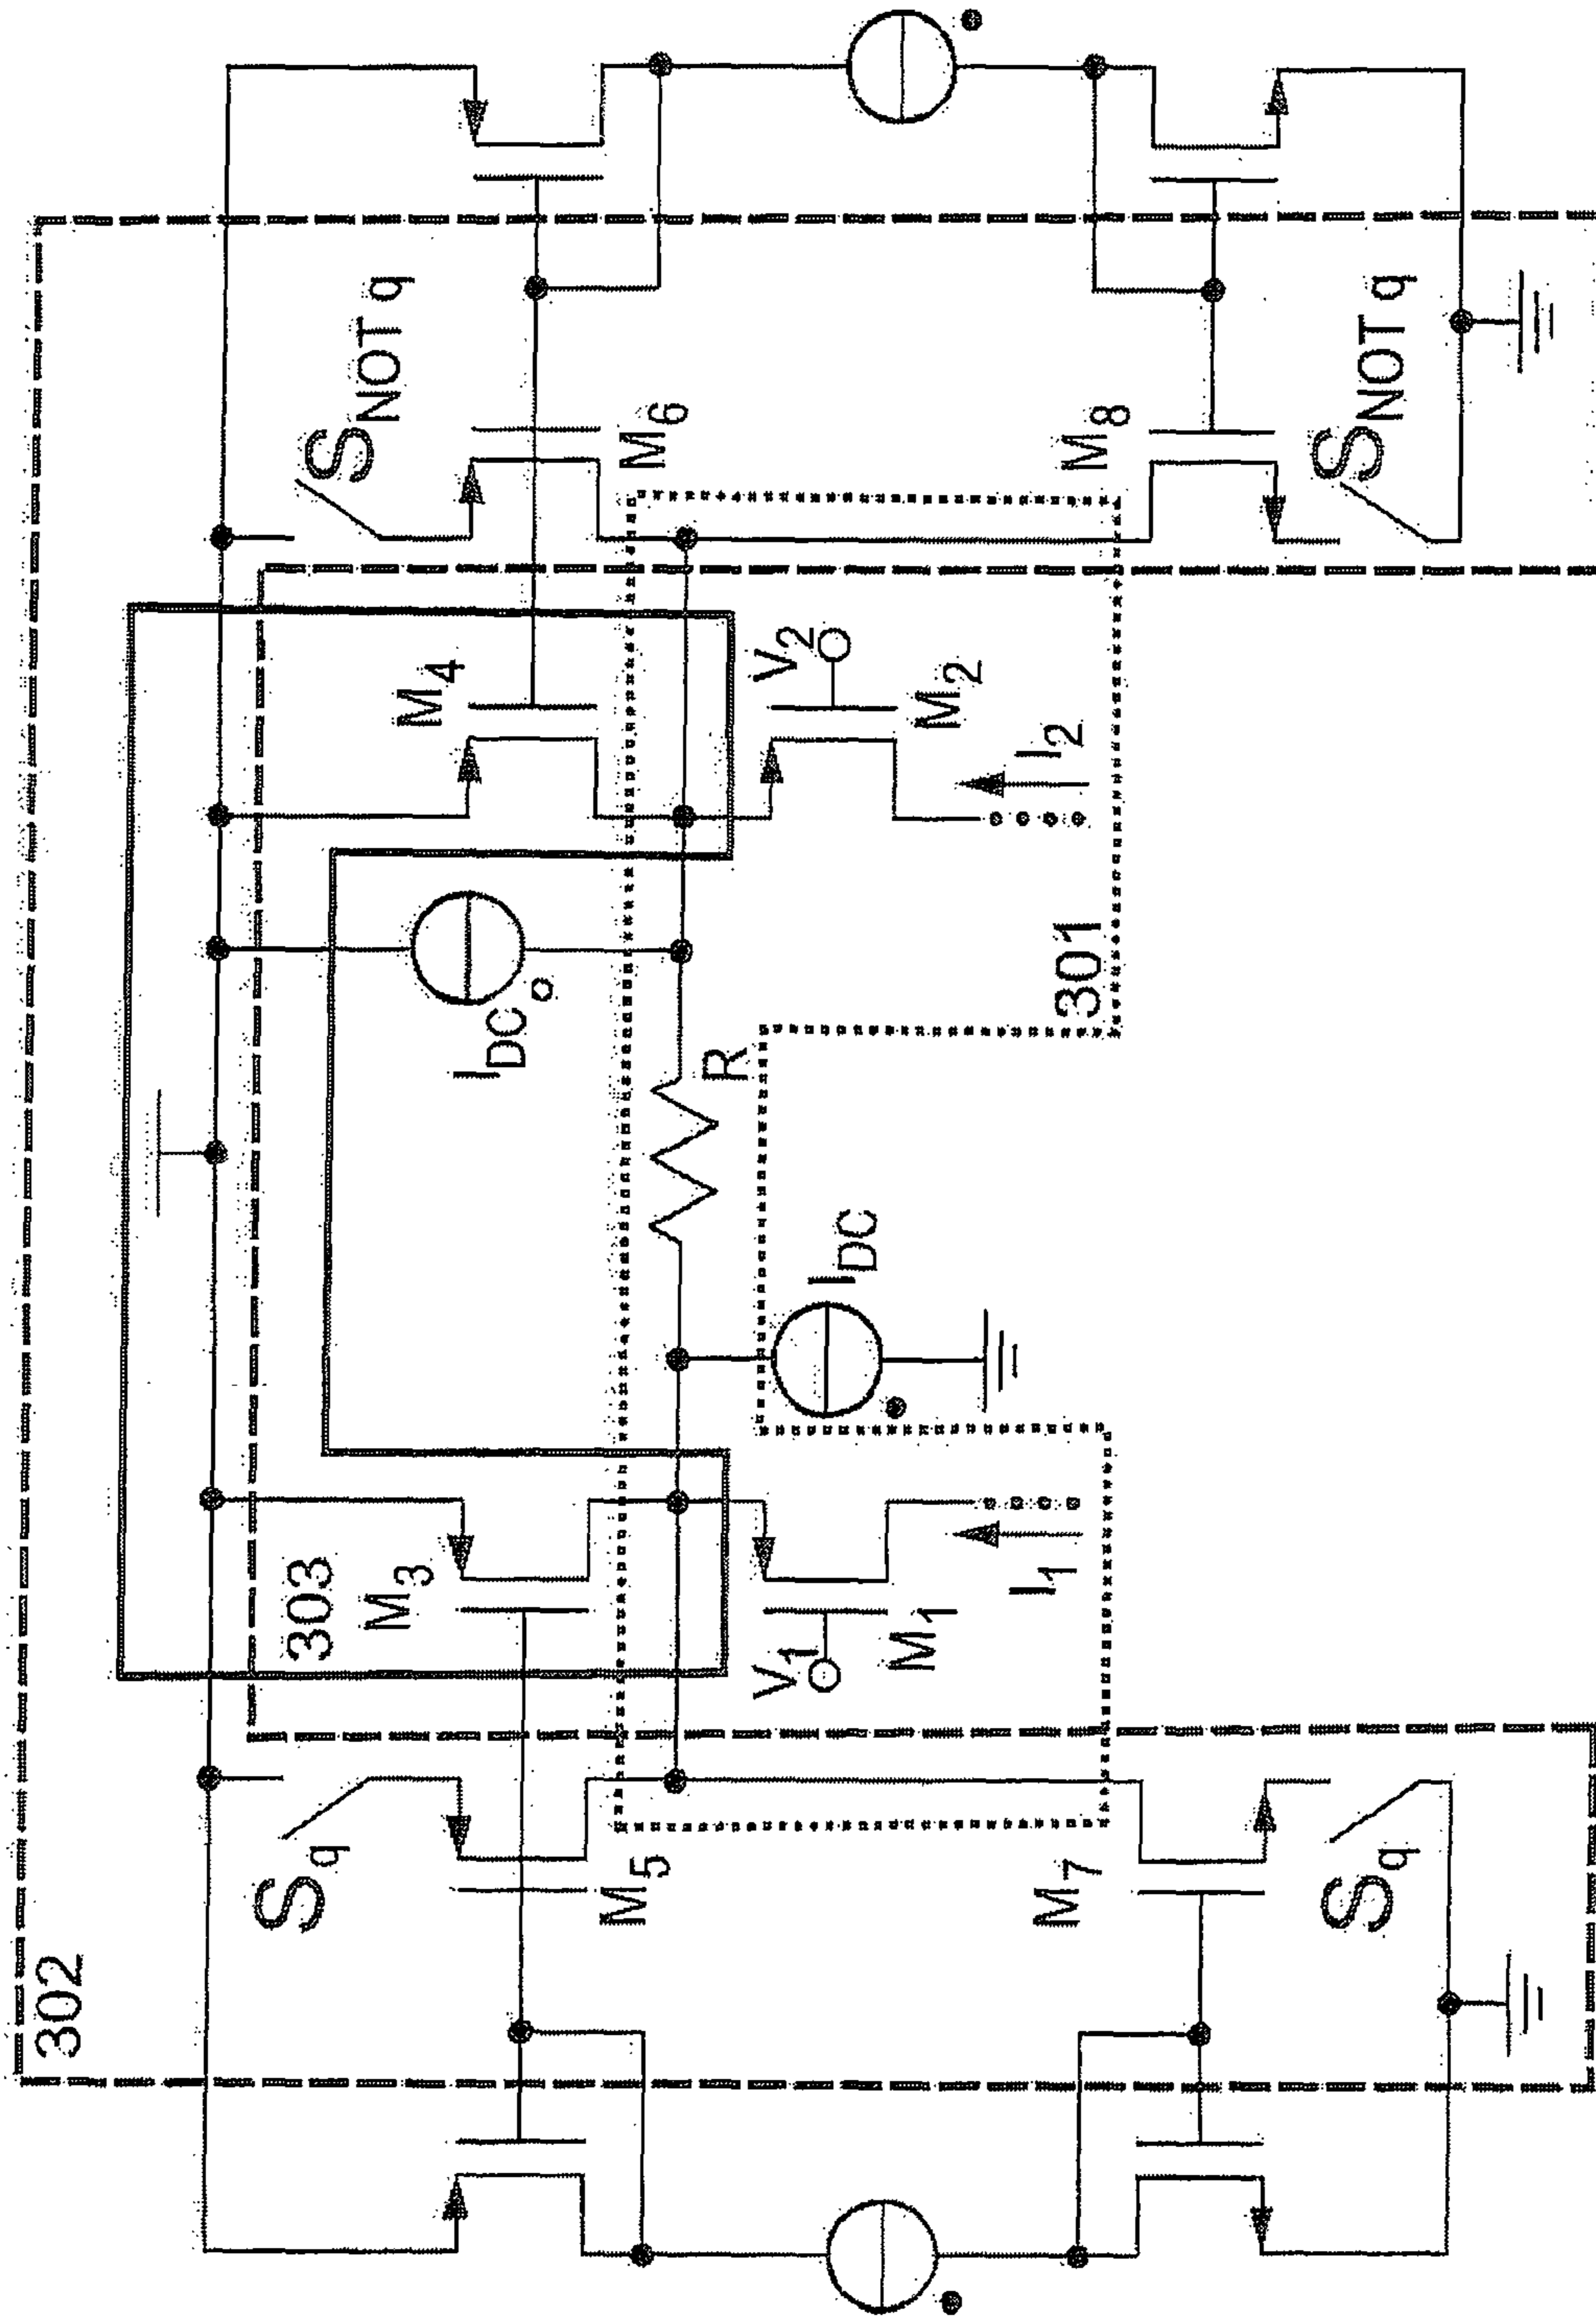 302
S_q
303
S_NOT q
M_3
M_4
I_DC
M_5
M_6
R
V_1
V_2
I_DC
M_1
M_2
I_1
I_2
M_7
301
M_8
S_q
S_NOT q